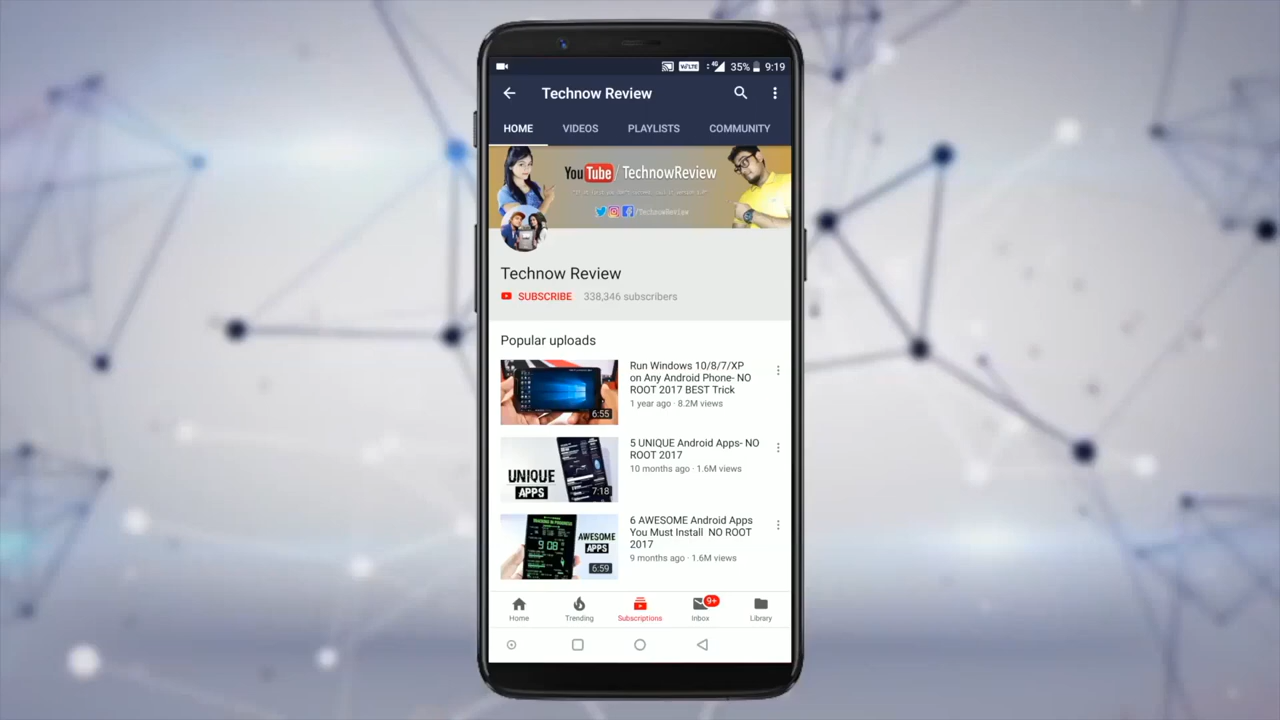 VoLTE 4G 35% 9:19
Technow Review
HOME VIDEOS PLAYLISTS COMMUNITY
YouTube / TechnowReview
/TechnowReview
Technow Review
SUBSCRIBE 338,346 subscribers
Popular uploads
Run Windows 10/8/7/XP
on Any Android Phone- NO
ROOT 2017 BEST Trick
1 year ago · 8.2M views
6:55
5 UNIQUE Android Apps- NO
ROOT 2017
10 months ago · 1.6M views
UNIQUE
APPS
7:18
6 AWESOME Android Apps
You Must Install NO ROOT
2017
9 months ago · 1.6M views
9:08
AWESOME
APPS
6:59
9+
Home Trending Subscriptions Inbox Library